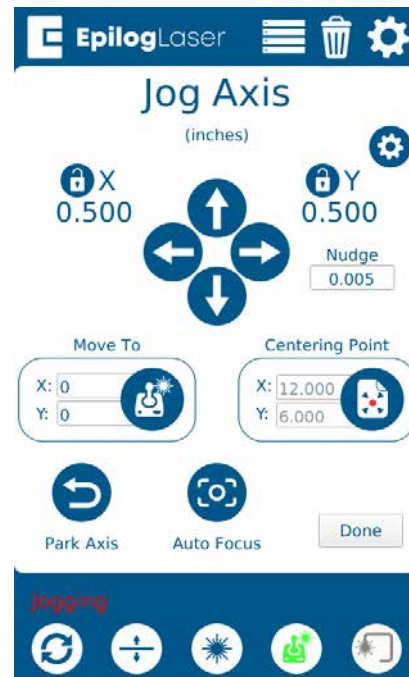 EpilogLaser
Jog Axis
(inches)
X
0.500
Y
0.500
Nudge
0.005
Move To
X: 0
Y: 0
Centering Point
X: 12.000
Y: 6.000
Park Axis
Auto Focus
Done
Jogging